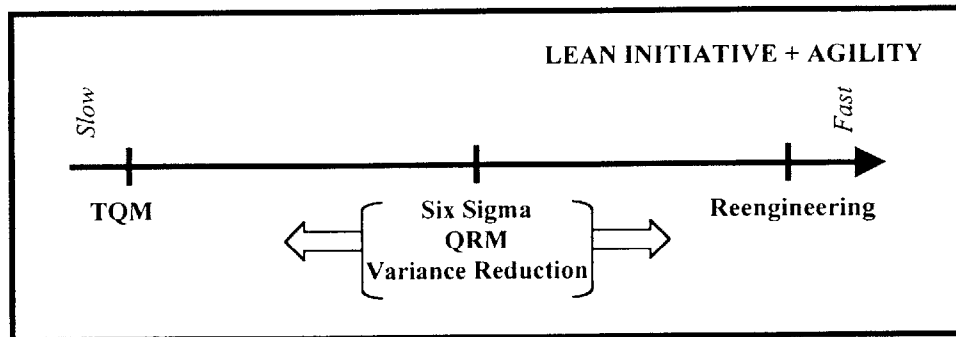 LEAN INITIATIVE + AGILITY
Slow
Fast
TQM
Six Sigma
QRM
Variance Reduction
Reengineering